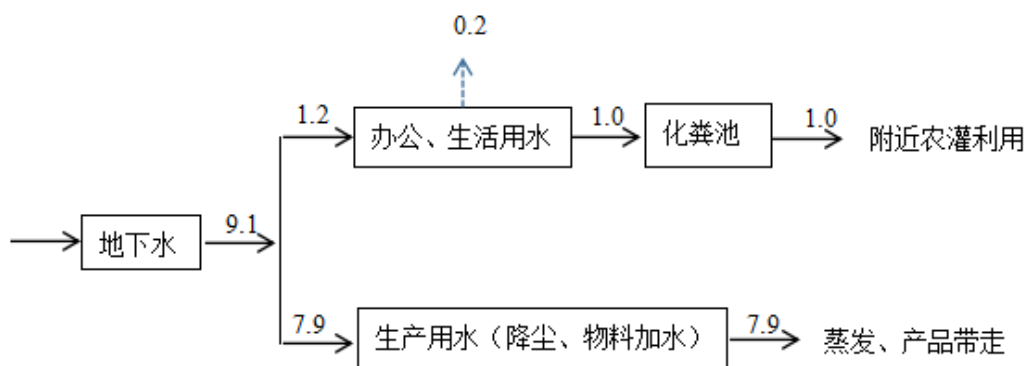 0.2
1.2
办公、生活用水
1.0
化粪池
1.0
附近农灌利用
地下水
9.1
7.9
生产用水（降尘、物料加水）
7.9
蒸发、产品带走